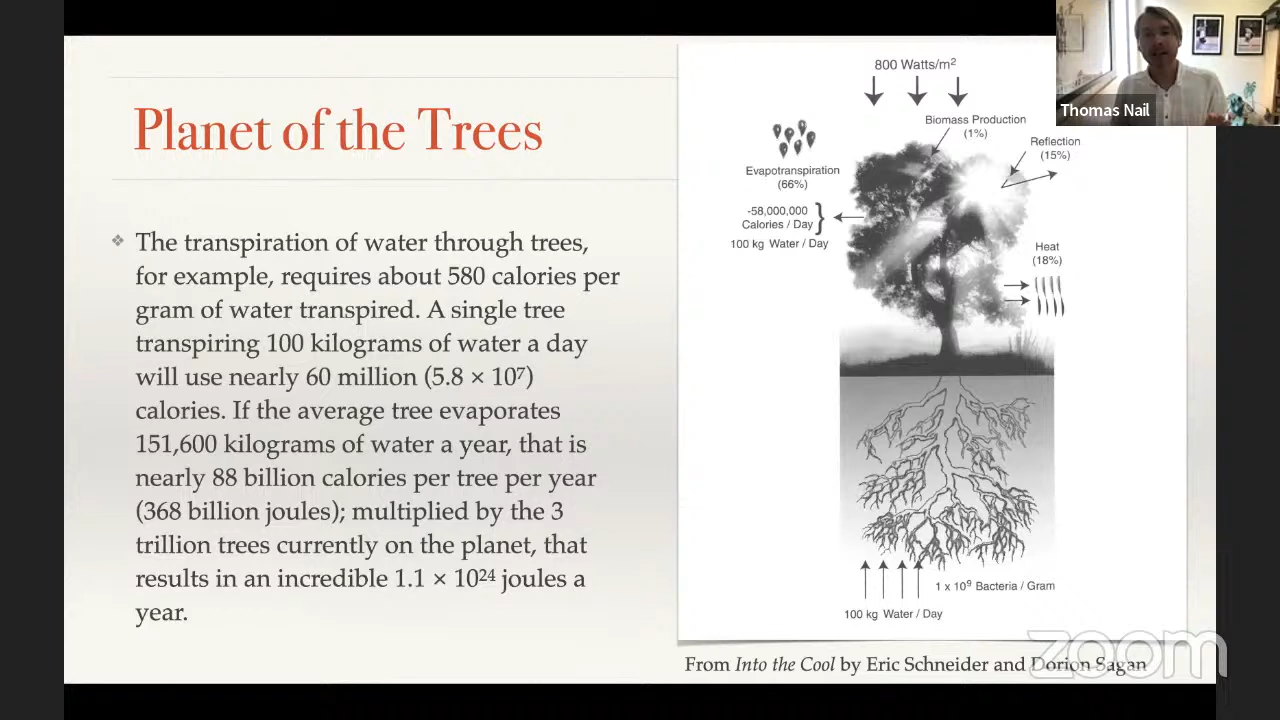 Planet of the Trees
The transpiration of water through trees,
for example, requires about 580 calories per
gram of water transpired. A single tree
transpiring 100 kilograms of water a day
will use nearly 60 million (5.8 × 10⁷)
calories. If the average tree evaporates
151,600 kilograms of water a year, that is
nearly 88 billion calories per tree per year
(368 billion joules); multiplied by the 3
trillion trees currently on the planet, that
results in an incredible 1.1 × 10²⁴ joules a
year.
800 Watts/m²
Biomass Production
(1%)
Reflection
(15%)
Evapotranspiration
(66%)
-58,000,000
Calories / Day
100 kg Water / Day
Heat
(18%)
1 x 10⁹ Bacteria / Gram
100 kg Water / Day
From Into the Cool by Eric Schneider and Dorion Sagan
Thomas Nail
zoom